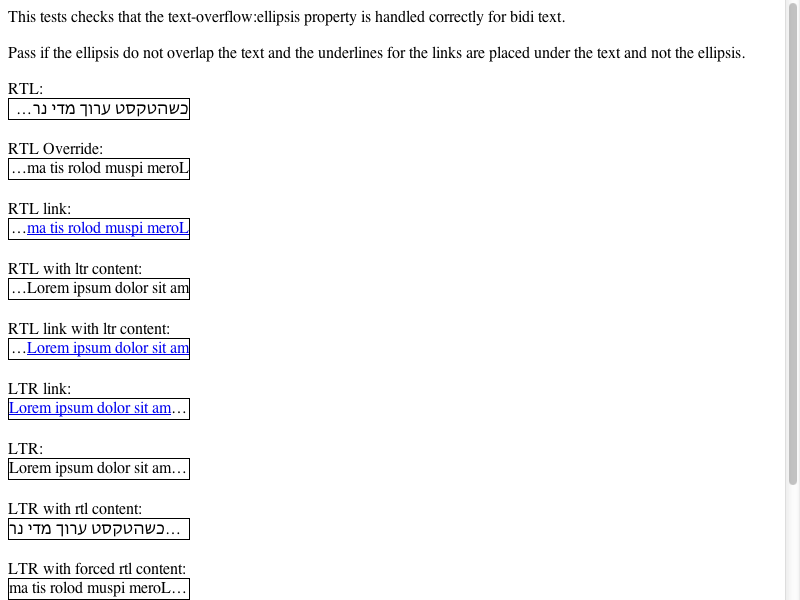 This tests checks that the text-overflow:ellipsis property is handled correctly for bidi text.
Pass if the ellipsis do not overlap the text and the underlines for the links are placed under the text and not the ellipsis.
RTL:
כשהטקסט ערוך מדי נר…
RTL Override:
…ma tis rolod muspi meroL
RTL link:
…ma tis rolod muspi meroL
RTL with ltr content:
…Lorem ipsum dolor sit am
RTL link with ltr content:
…Lorem ipsum dolor sit am
LTR link:
Lorem ipsum dolor sit am…
LTR:
Lorem ipsum dolor sit am…
LTR with rtl content:
כשהטקסט ערוך מדי נר…
LTR with forced rtl content:
ma tis rolod muspi meroL…